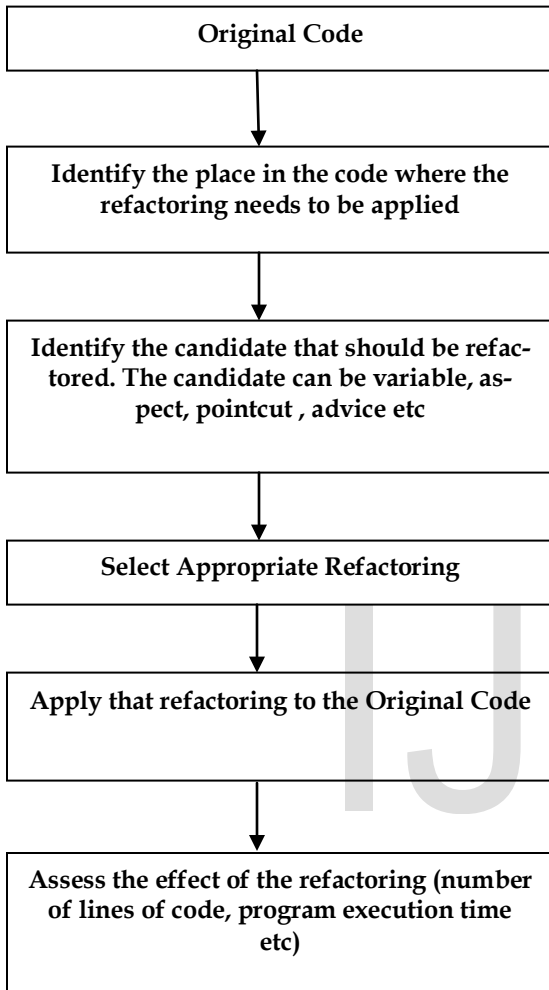 Original Code
Identify the place in the code where the
refactoring needs to be applied
Identify the candidate that should be refac-
tored. The candidate can be variable, as-
pect, pointcut , advice etc
Select Appropriate Refactoring
Apply that refactoring to the Original Code
IJ
Assess the effect of the refactoring (number
of lines of code, program execution time
etc)